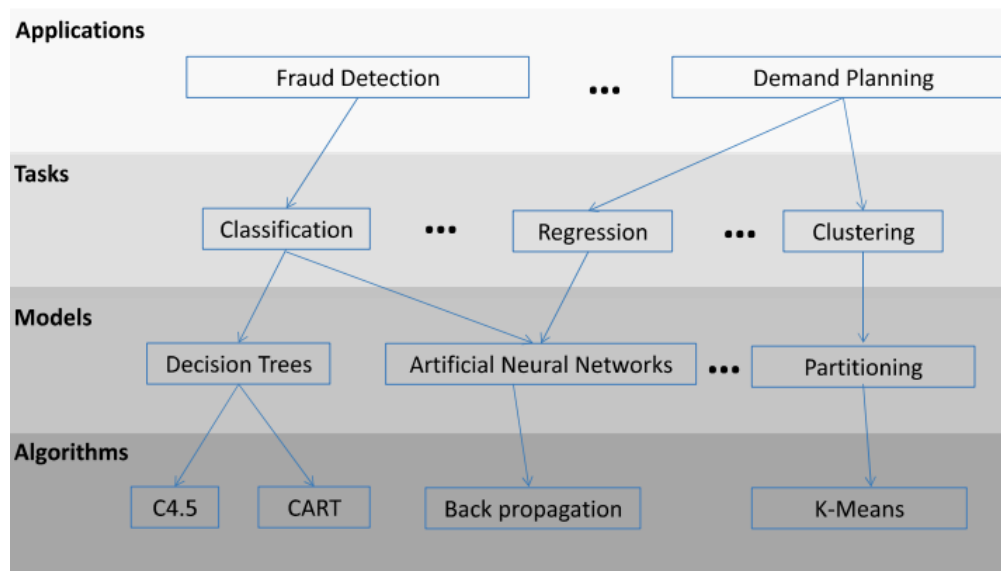 Applications
Fraud Detection ... Demand Planning
Tasks
Classification ... Regression ... Clustering
Models
Decision Trees Artificial Neural Networks ... Partitioning
Algorithms
C4.5 CART Back propagation K-Means